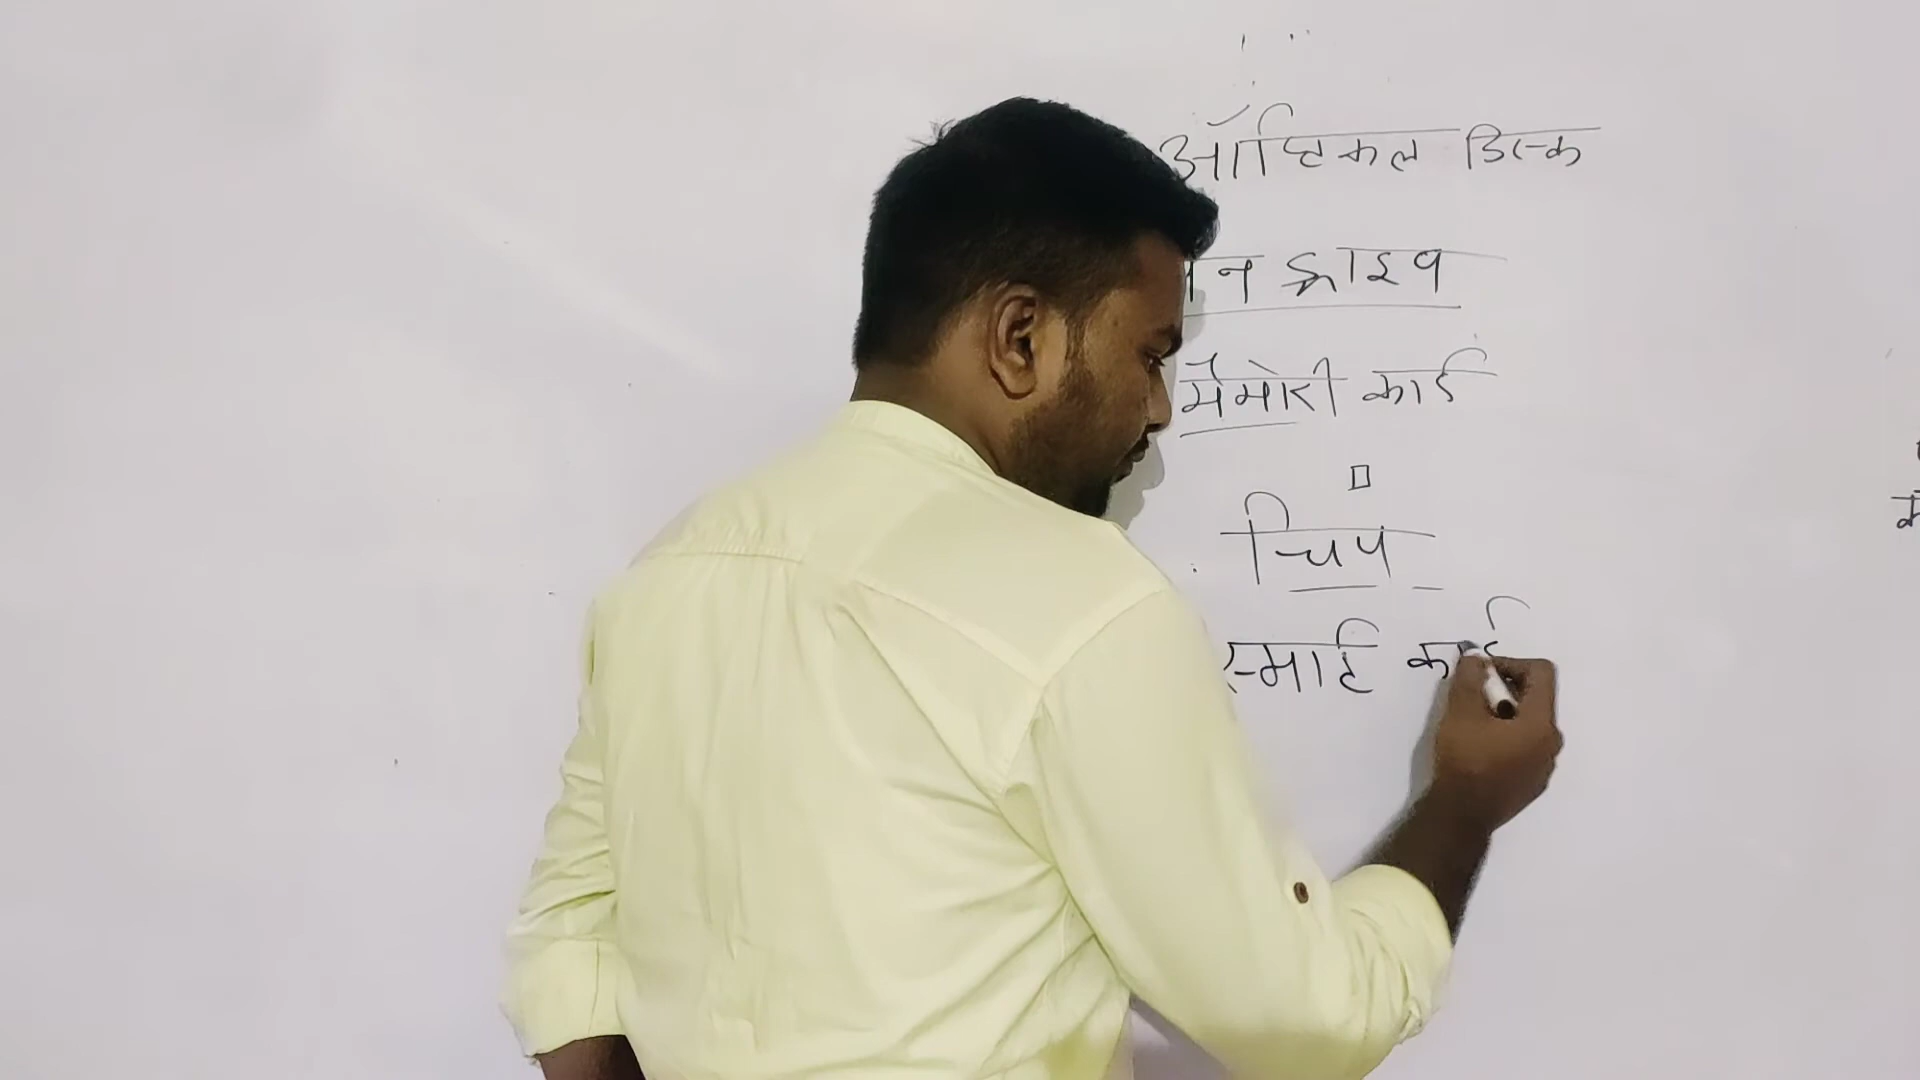 ऑप्टिकल डिस्क
न ड्राइव
मैमोरी कार्ड
चिप
स्मार्ट कार्ड